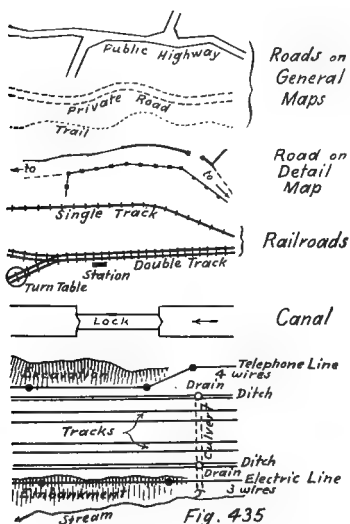 Public Highway
Roads on
General
Maps
Private Road
Trail
to
to
Road on
Detail
Map
Single Track
Railroads
Double Track
Station
Turn Table
Lock
Canal
Excavation
Telephone Line
4 wires
Drain
Ditch
Tracks
Culvert
Ditch
Drain
Electric Line
Embankment
3 wires
Stream
Fig. 435